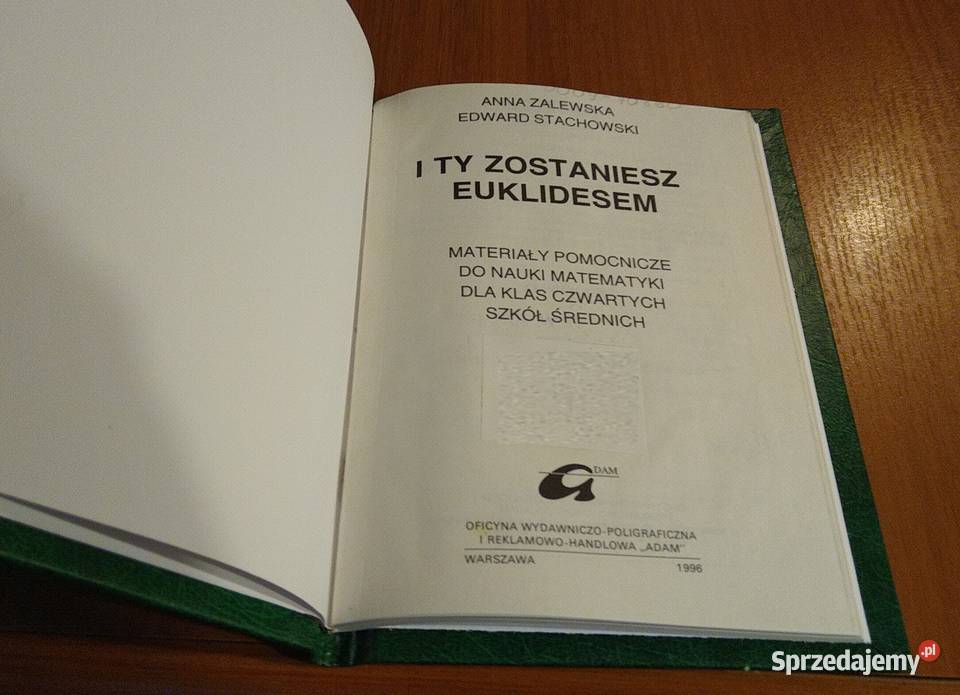 ANNA ZALEWSKA
EDWARD STACHOWSKI
I TY ZOSTANIESZ
EUKLIDESEM
MATERIAŁY POMOCNICZE
DO NAUKI MATEMATYKI
DLA KLAS CZWARTYCH
SZKÓŁ ŚREDNICH
ADAM
OFICYNA WYDAWNICZO-POLIGRAFICZNA
I REKLAMOWO-HANDLOWA „ADAM"
WARSZAWA 1996
Sprzedajemy.pl